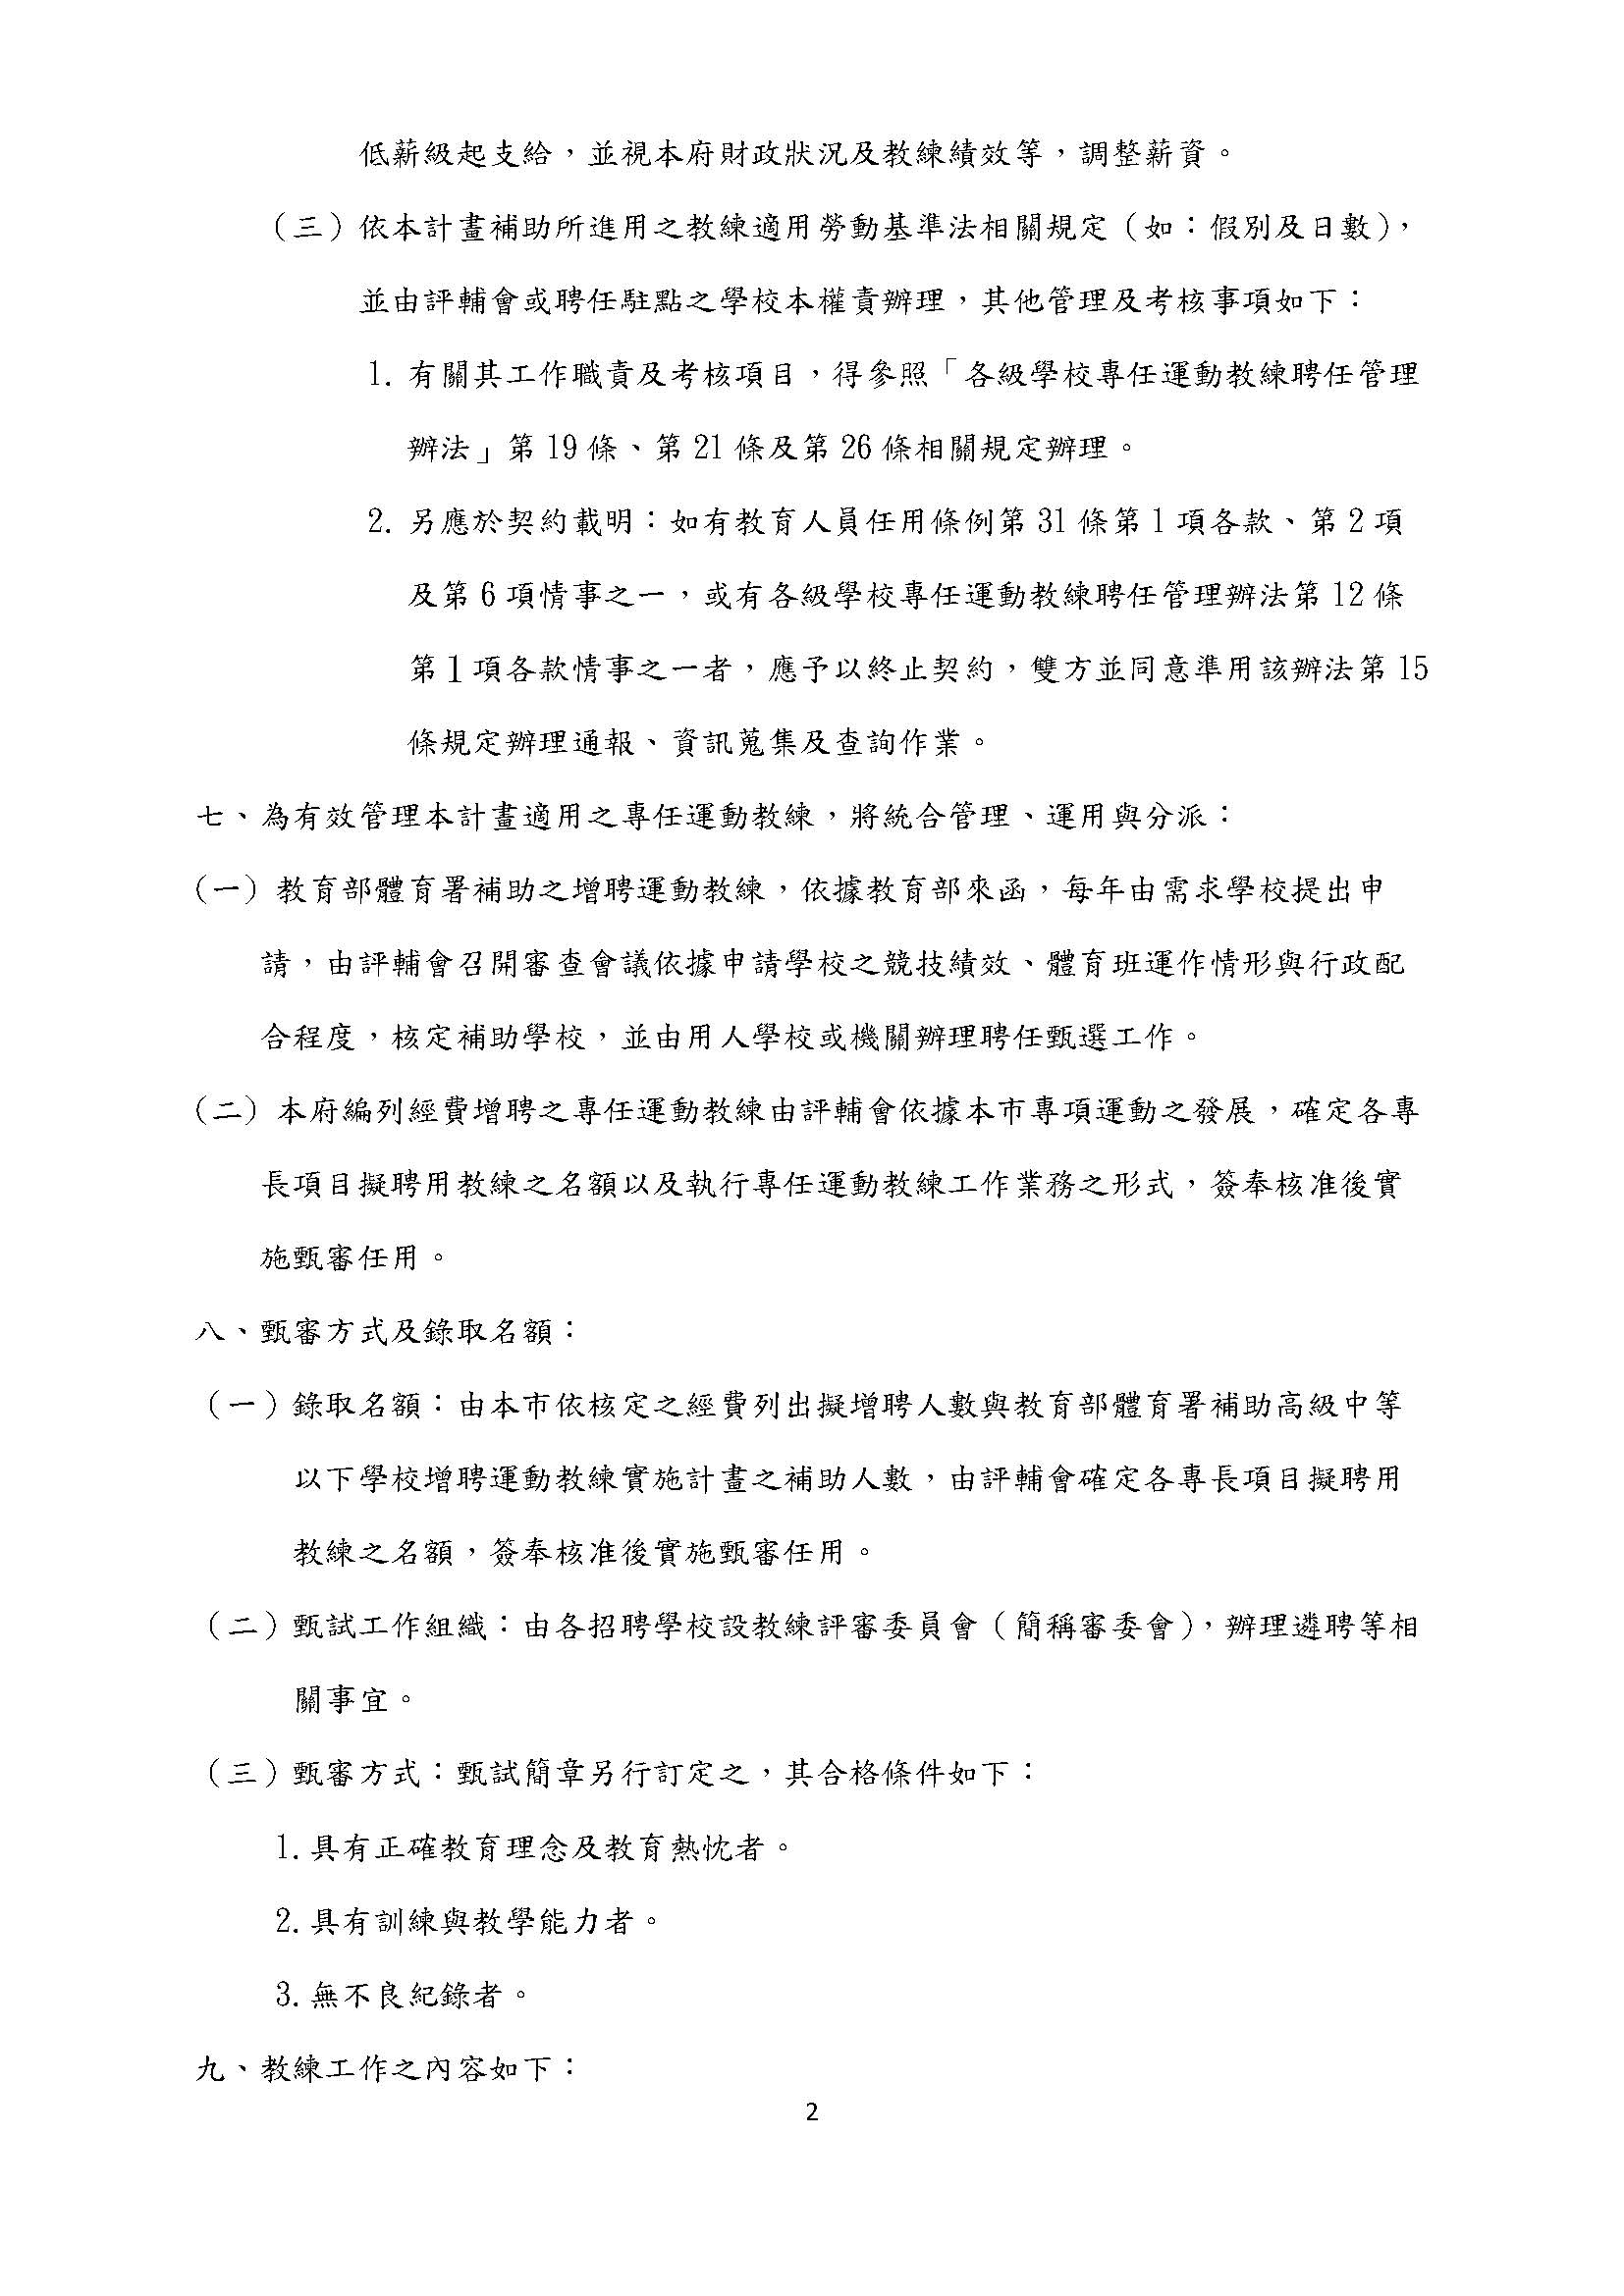 低薪級起支給，並視本府財政狀況及教練績效等，調整薪資。
（三）依本計畫補助所進用之教練適用勞動基準法相關規定（如：假別及日數），
並由評輔會或聘任駐點之學校本權責辦理，其他管理及考核事項如下：
1. 有關其工作職責及考核項目，得參照「各級學校專任運動教練聘任管理
辦法」第 19 條、第 21 條及第 26 條相關規定辦理。
2. 另應於契約載明：如有教育人員任用條例第 31 條第 1 項各款、第 2 項
及第 6 項情事之一，或有各級學校專任運動教練聘任管理辦法第 12 條
第 1 項各款情事之一者，應予以終止契約，雙方並同意準用該辦法第 15
條規定辦理通報、資訊蒐集及查詢作業。
七、為有效管理本計畫適用之專任運動教練，將統合管理、運用與分派：
(一) 教育部體育署補助之增聘運動教練，依據教育部來函，每年由需求學校提出申
請，由評輔會召開審查會議依據申請學校之競技績效、體育班運作情形與行政配
合程度，核定補助學校，並由用人學校或機關辦理聘任甄選工作。
(二) 本府編列經費增聘之專任運動教練由評輔會依據本市專項運動之發展，確定各專
長項目擬聘用教練之名額以及執行專任運動教練工作業務之形式，簽奉核准後實
施甄審任用。
八、甄審方式及錄取名額：
（一）錄取名額：由本市依核定之經費列出擬增聘人數與教育部體育署補助高級中等
以下學校增聘運動教練實施計畫之補助人數，由評輔會確定各專長項目擬聘用
教練之名額，簽奉核准後實施甄審任用。
（二）甄試工作組織：由各招聘學校設教練評審委員會（簡稱審委會），辦理遴聘等相
關事宜。
（三）甄審方式：甄試簡章另行訂定之，其合格條件如下：
1. 具有正確教育理念及教育熱忱者。
2. 具有訓練與教學能力者。
3. 無不良紀錄者。
九、教練工作之內容如下：
2